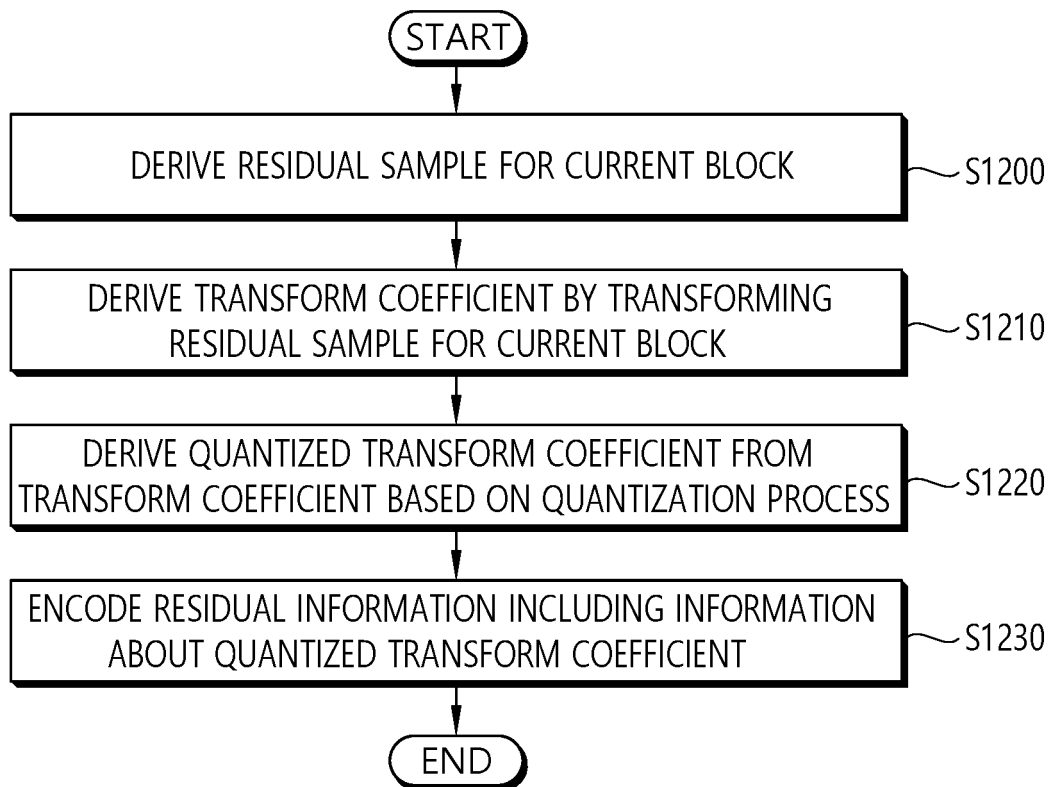 START
DERIVE RESIDUAL SAMPLE FOR CURRENT BLOCK
S1200
DERIVE TRANSFORM COEFFICIENT BY TRANSFORMING
RESIDUAL SAMPLE FOR CURRENT BLOCK
S1210
DERIVE QUANTIZED TRANSFORM COEFFICIENT FROM
TRANSFORM COEFFICIENT BASED ON QUANTIZATION PROCESS
S1220
ENCODE RESIDUAL INFORMATION INCLUDING INFORMATION
ABOUT QUANTIZED TRANSFORM COEFFICIENT
S1230
END